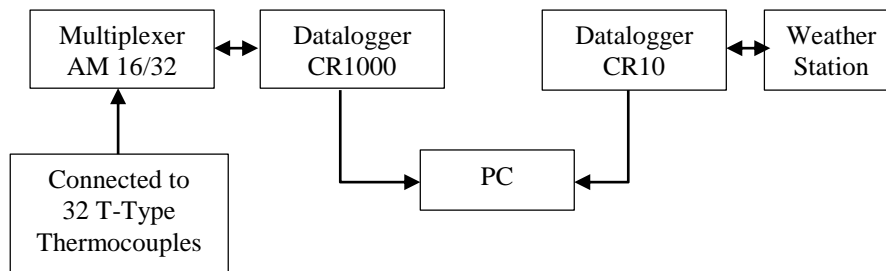 Multiplexer
AM 16/32
Datalogger
CR1000
Datalogger
CR10
Weather
Station
Connected to
32 T-Type
Thermocouples
PC